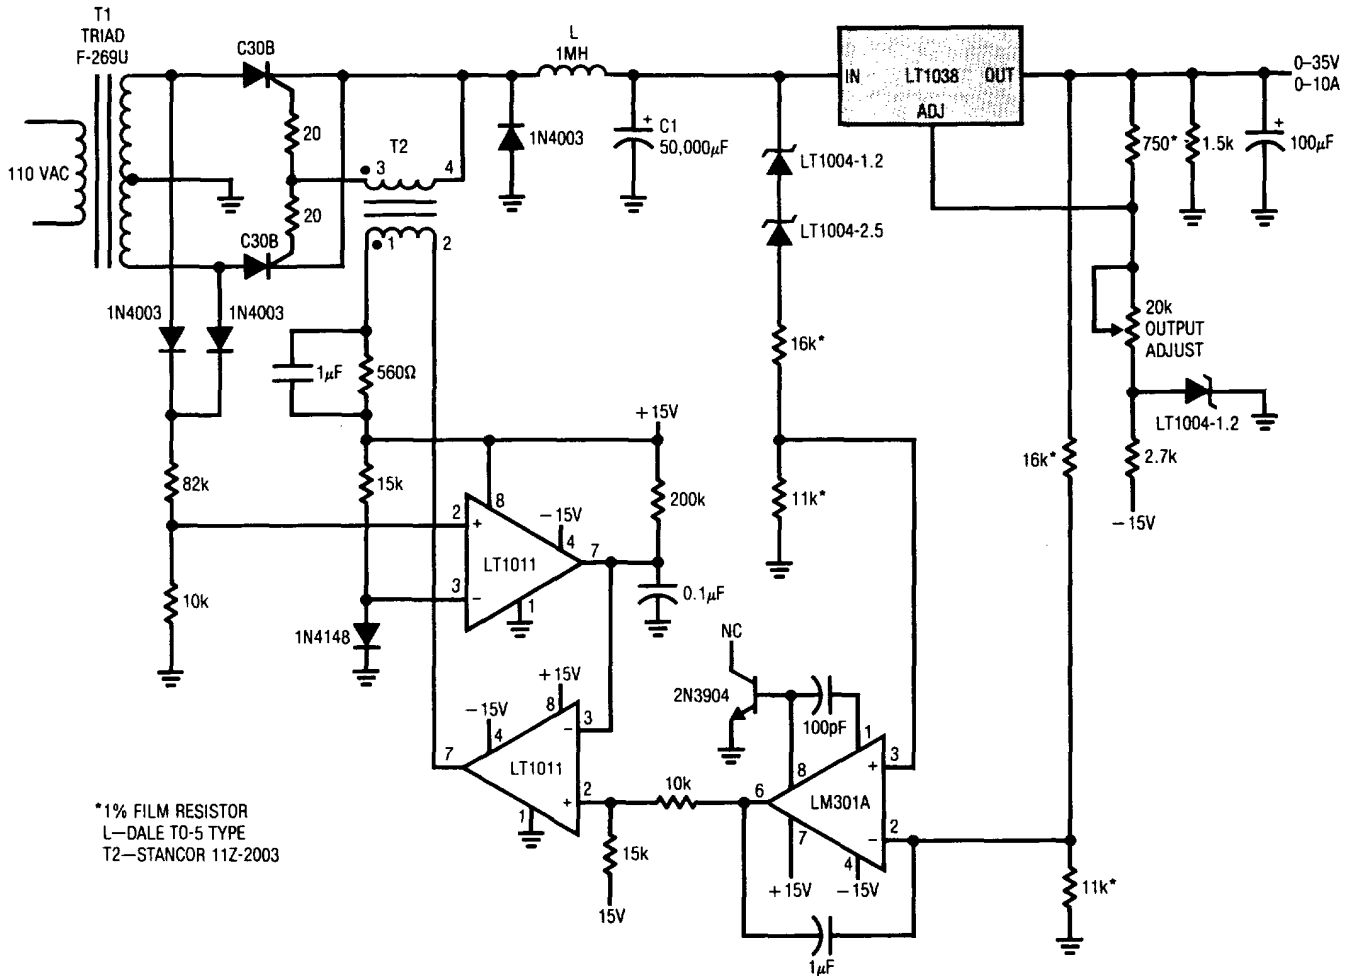 T1
TRIAD
F-269U
C30B
L
1MH
IN
LT1038
OUT
ADJ
0–35V
0–10A
110 VAC
20
20
T2
3
4
1
2
C30B
1N4003
+
C1
50,000µF
LT1004-1.2
LT1004-2.5
750*
1.5k
+
100µF
1N4003
1N4003
1µF
560Ω
16k*
20k
OUTPUT
ADJUST
LT1004-1.2
+15V
82k
15k
8
200k
11k*
16k*
2.7k
−15V
2
+
−15V
4
7
LT1011
3
−
1
0.1µF
10k
1N4148
NC
2N3904
100pF
+15V
8
−15V
4
3
−
7
LT1011
2
+
1
10k
15k
15V
6
8
1
3
+
LM301A
7
2
−
4
+15V
−15V
11k*
1µF
*1% FILM RESISTOR
L—DALE TO-5 TYPE
T2—STANCOR 11Z-2003